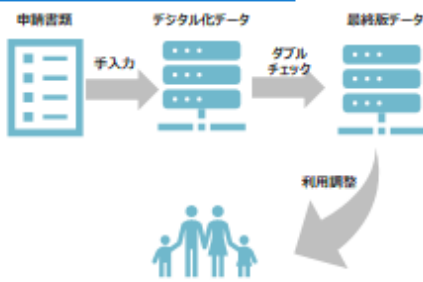 申請書類
デジタル化データ
最終版データ
手入力
ダブル
チェック
利用調整